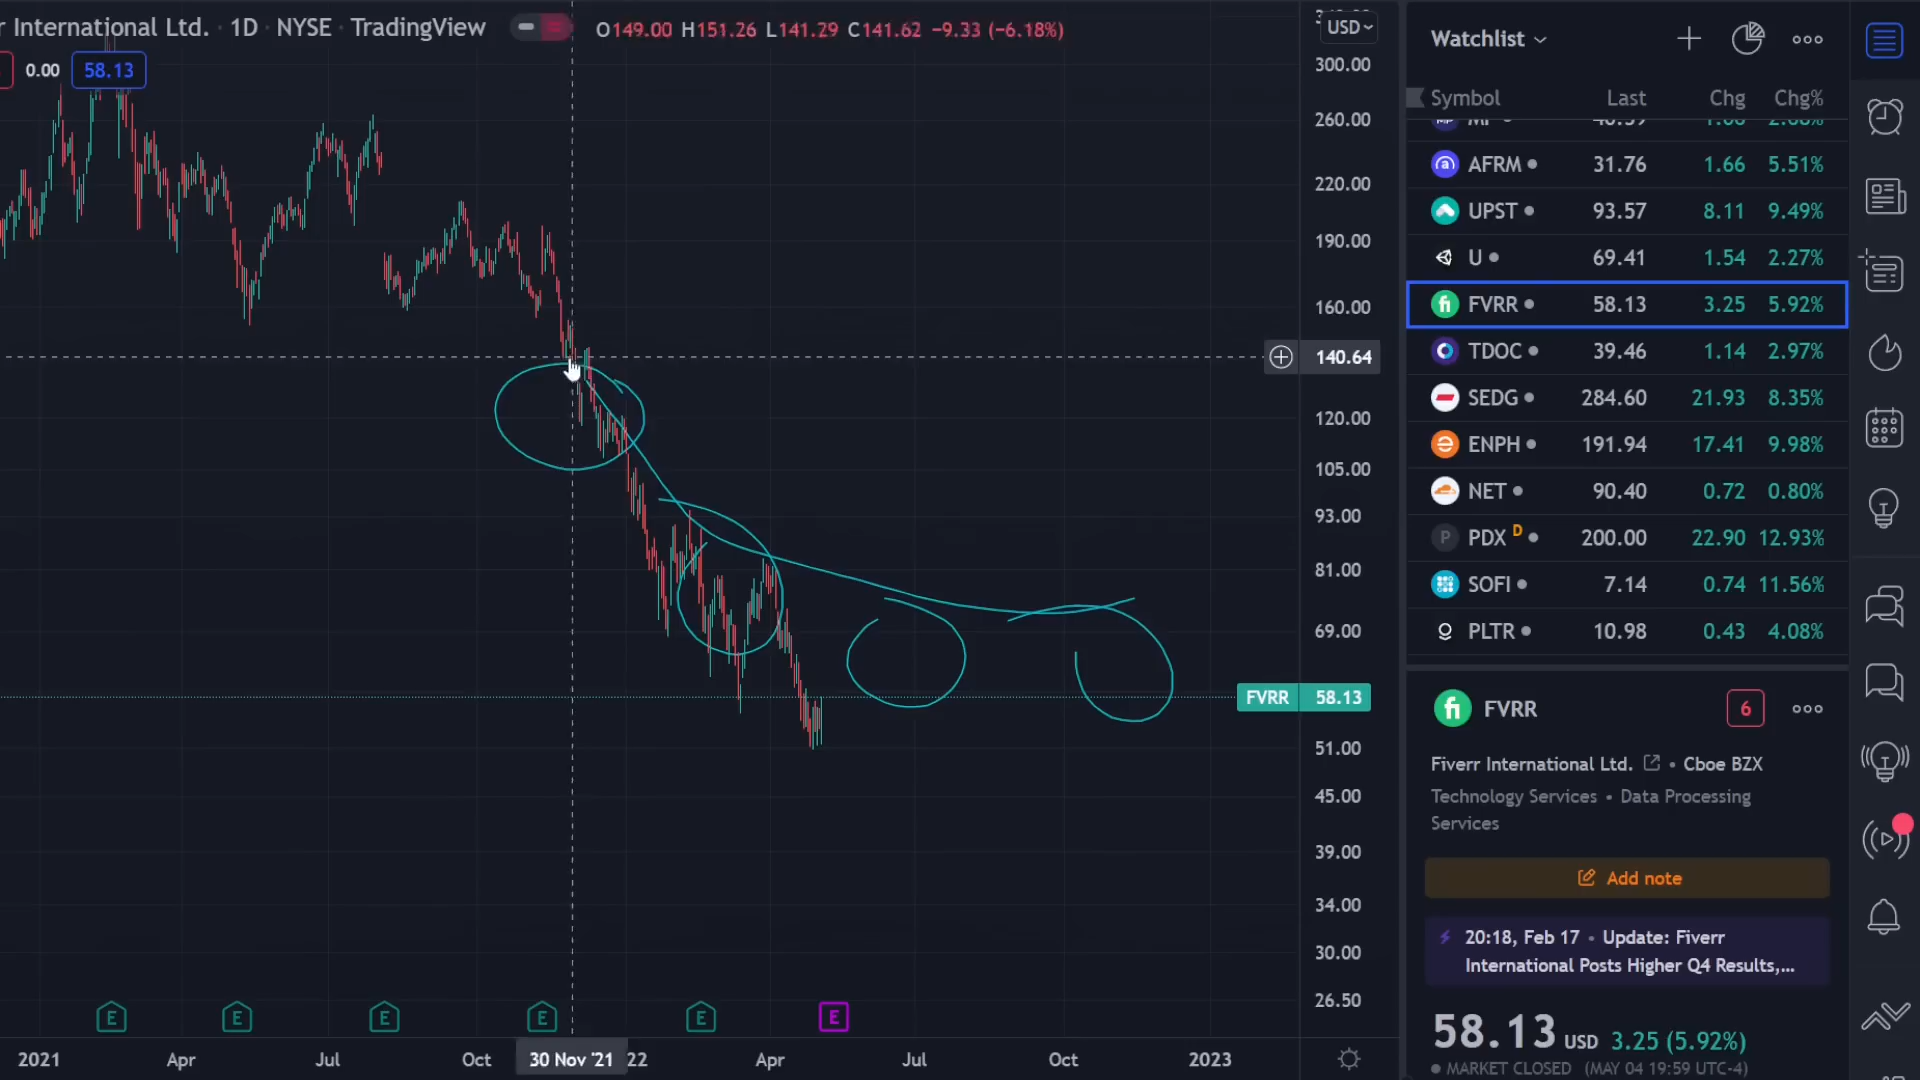 r International Ltd. · 1D · NYSE · TradingView
O149.00 H151.26 L141.29 C141.62 −9.33 (−6.18%)
0.00 58.13
USD
300.00
260.00
220.00
190.00
160.00
140.64
120.00
105.00
93.00
81.00
69.00
FVRR 58.13
51.00
45.00
39.00
34.00
30.00
26.50
E E E E E E
2021 Apr Jul Oct 30 Nov '21 22 Apr Jul Oct 2023
Watchlist
Symbol Last Chg Chg%
AFRM 31.76 1.66 5.51%
UPST 93.57 8.11 9.49%
U 69.41 1.54 2.27%
FVRR 58.13 3.25 5.92%
TDOC 39.46 1.14 2.97%
SEDG 284.60 21.93 8.35%
ENPH 191.94 17.41 9.98%
NET 90.40 0.72 0.80%
P PDX D 200.00 22.90 12.93%
SOFI 7.14 0.74 11.56%
PLTR 10.98 0.43 4.08%
fi FVRR 6
Fiverr International Ltd. • Cboe BZX
Technology Services • Data Processing
Services
Add note
20:18, Feb 17 • Update: Fiverr
International Posts Higher Q4 Results,...
58.13 USD 3.25 (5.92%)
MARKET CLOSED (MAY 04 19:59 UTC-4)